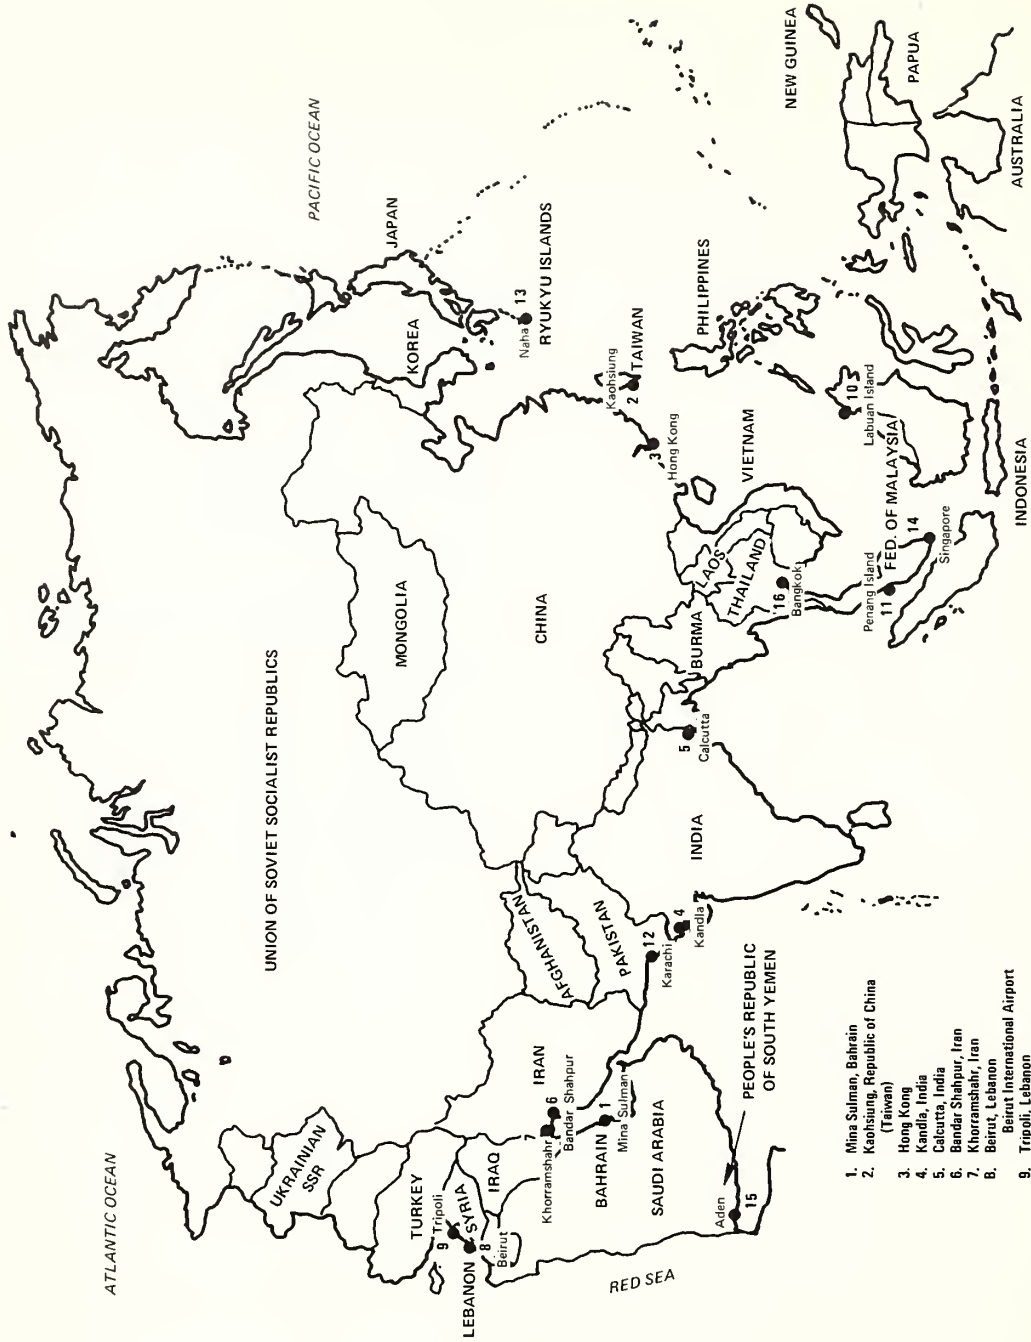 ATLANTIC OCEAN
PACIFIC OCEAN
UNION OF SOVIET SOCIALIST REPUBLICS
UKRAINIAN
SSR
MONGOLIA
JAPAN
KOREA
TURKEY
9
Tripoli
LEBANON
SYRIA
8
Beirut
IRAQ
7
Khorramshahr
IRAN
6
Bandar Shahpur
AFGHANISTAN
CHINA
Naha
13
RYUKYU ISLANDS
BAHRAIN
1
Mina Sulman
PAKISTAN
12
Karachi
Kaohsiung
2
TAIWAN
3
Hong Kong
SAUDI ARABIA
4
Kandla
INDIA
5
Calcutta
BURMA
LAOS
THAILAND
VIETNAM
PHILIPPINES
RED SEA
Aden
15
PEOPLE'S REPUBLIC
OF SOUTH YEMEN
16
Bangkok
NEW GUINEA
PAPUA
10
Labuan Island
Penang Island
11
FED. OF MALAYSIA
14
Singapore
INDONESIA
AUSTRALIA
1. Mina Sulman, Bahrain
2. Kaohsiung, Republic of China
(Taiwan)
3. Hong Kong
4. Kandla, India
5. Calcutta, India
6. Bandar Shahpur, Iran
7. Khorramshahr, Iran
B. Beirut, Lebanon
Beirut International Airport
9. Tripoli, Lebanon